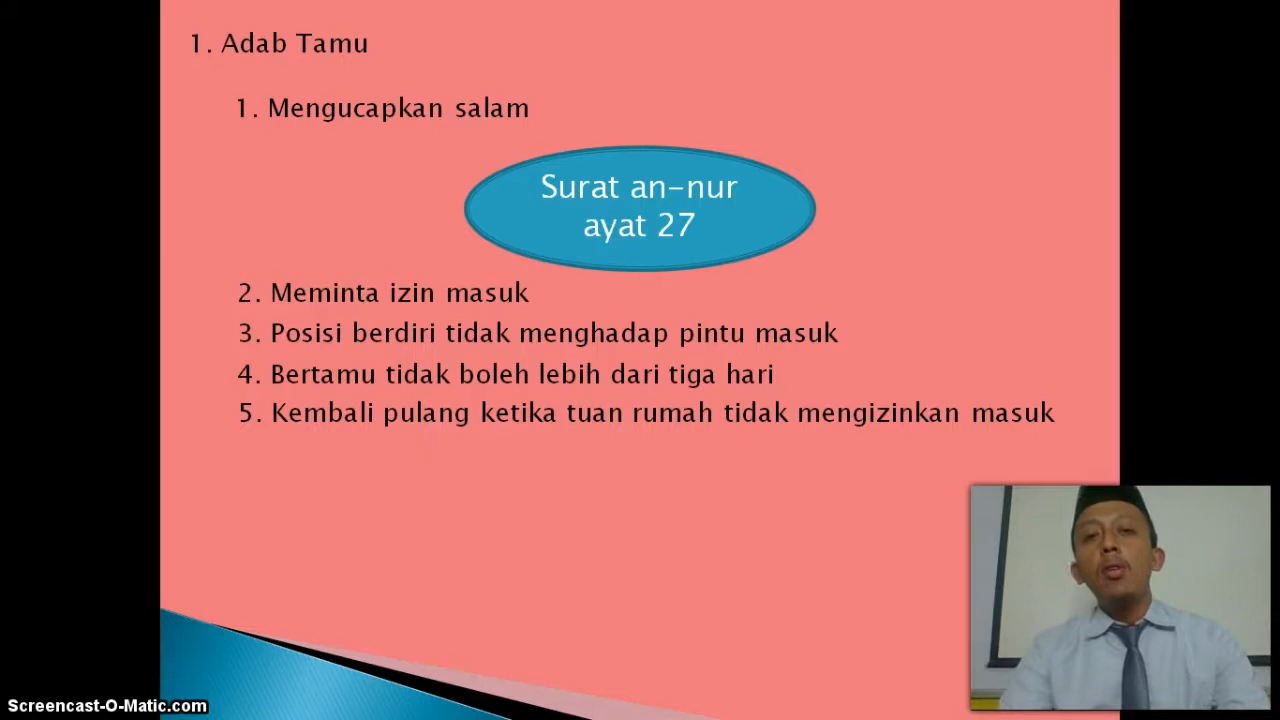 1. Adab Tamu
1. Mengucapkan salam
Surat an-nur
ayat 27
2. Meminta izin masuk
3. Posisi berdiri tidak menghadap pintu masuk
4. Bertamu tidak boleh lebih dari tiga hari
5. Kembali pulang ketika tuan rumah tidak mengizinkan masuk
Screencast-O-Matic.com